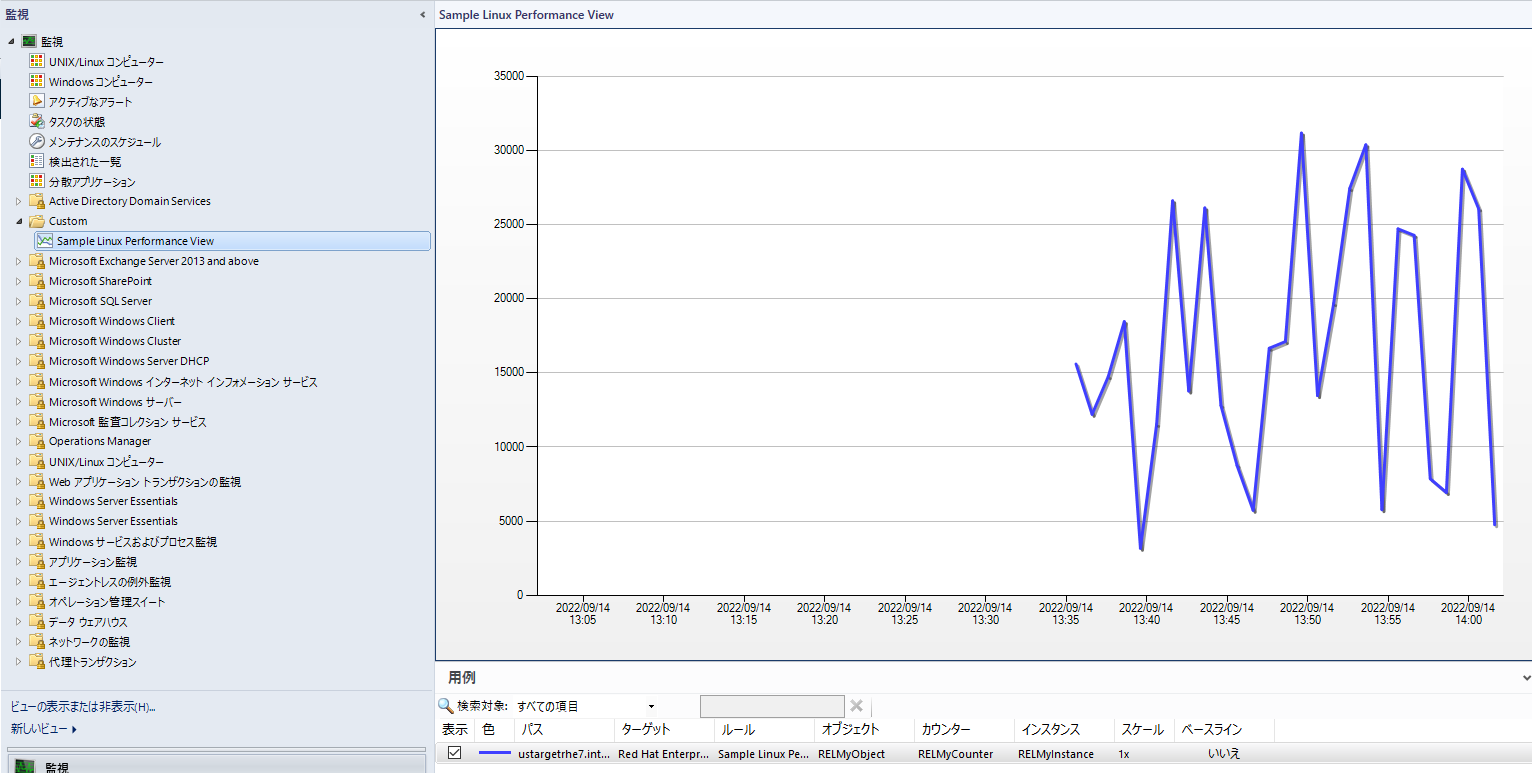 監視
監視
UNIX/Linux コンピューター
Windows コンピューター
アクティブなアラート
タスクの状態
メンテナンスのスケジュール
検出された一覧
分散アプリケーション
Active Directory Domain Services
Custom
Sample Linux Performance View
Microsoft Exchange Server 2013 and above
Microsoft SharePoint
Microsoft SQL Server
Microsoft Windows Client
Microsoft Windows Cluster
Microsoft Windows Server DHCP
Microsoft Windows インターネット インフォメーション サービス
Microsoft Windows サーバー
Microsoft 監査コレクション サービス
Operations Manager
UNIX/Linux コンピューター
Web アプリケーション トランザクションの監視
Windows Server Essentials
Windows Server Essentials
Windows サービスおよびプロセス監視
アプリケーション監視
エージェントレスの例外監視
オペレーション管理スイート
データ ウェアハウス
ネットワークの監視
代理トランザクション
ビューの表示または非表示(H)...
新しいビュー
監視
Sample Linux Performance View
35000
30000
25000
20000
15000
10000
5000
0
2022/09/14 13:05
2022/09/14 13:10
2022/09/14 13:15
2022/09/14 13:20
2022/09/14 13:25
2022/09/14 13:30
2022/09/14 13:35
2022/09/14 13:40
2022/09/14 13:45
2022/09/14 13:50
2022/09/14 13:55
2022/09/14 14:00
用例
検索対象: すべての項目
表示 色 パス ターゲット ルール オブジェクト カウンター インスタンス スケール ベースライン
ustargetrhe7.int... Red Hat Enterpr... Sample Linux Pe... RELMyObject RELMyCounter RELMyInstance 1x いいえ